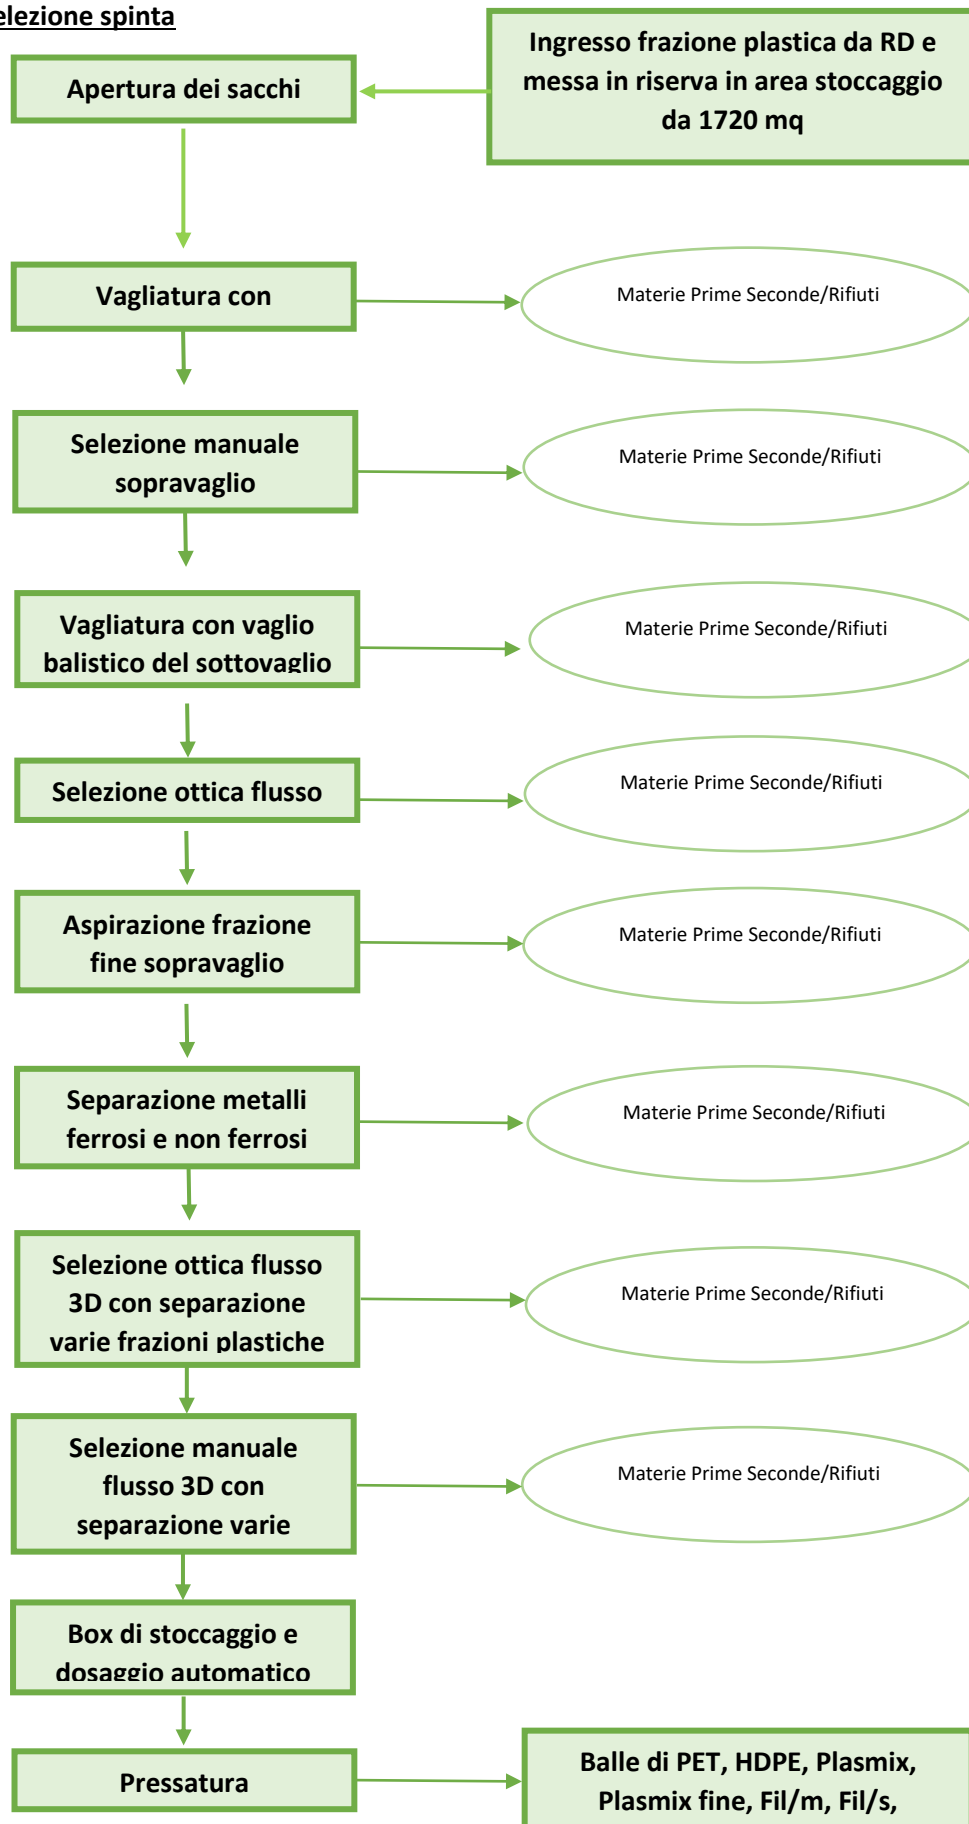 elezione spinta
Ingresso frazione plastica da RD e
messa in riserva in area stoccaggio
da 1720 mq
Apertura dei sacchi
Vagliatura con
Materie Prime Seconde/Rifiuti
Selezione manuale
sopravaglio
Materie Prime Seconde/Rifiuti
Vagliatura con vaglio
balistico del sottovaglio
Materie Prime Seconde/Rifiuti
Selezione ottica flusso
Materie Prime Seconde/Rifiuti
Aspirazione frazione
fine sopravaglio
Materie Prime Seconde/Rifiuti
Separazione metalli
ferrosi e non ferrosi
Materie Prime Seconde/Rifiuti
Selezione ottica flusso
3D con separazione
varie frazioni plastiche
Materie Prime Seconde/Rifiuti
Selezione manuale
flusso 3D con
separazione varie
Materie Prime Seconde/Rifiuti
Box di stoccaggio e
dosaggio automatico
Pressatura
Balle di PET, HDPE, Plasmix,
Plasmix fine, Fil/m, Fil/s,